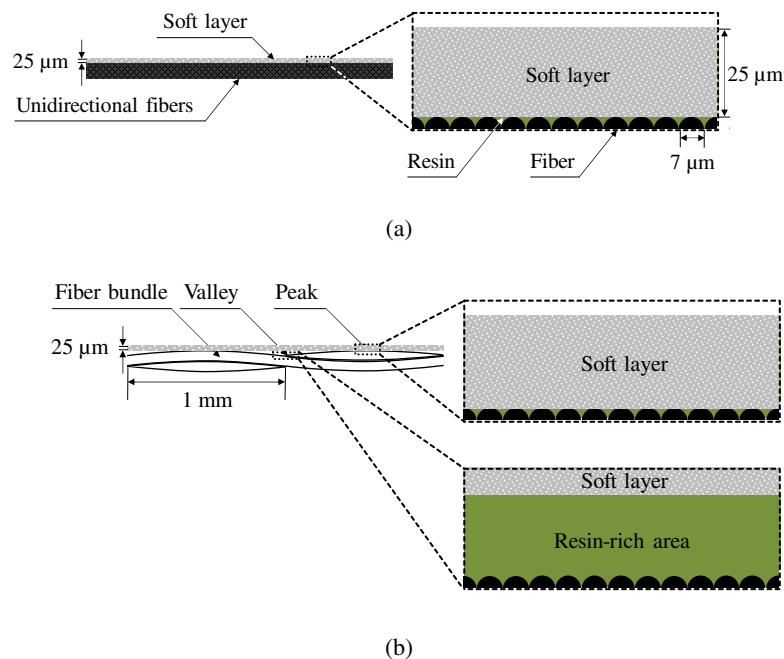 Soft layer
25 μm
Unidirectional fibers
Soft layer
25 μm
Resin
Fiber
7 μm
(a)
Fiber bundle
Valley
Peak
25 μm
1 mm
Soft layer
Soft layer
Resin-rich area
(b)